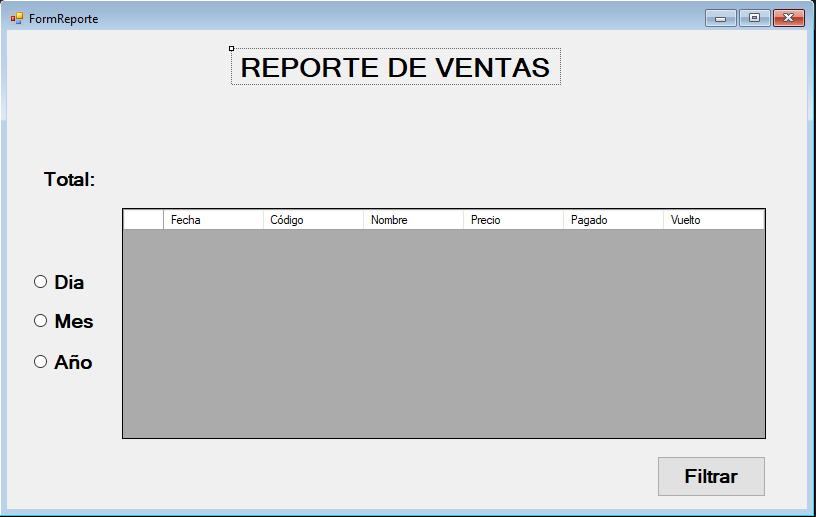 FormReporte
REPORTE DE VENTAS
Total:
Fecha Código Nombre Precio Pagado Vuelto
Dia
Mes
Año
Filtrar